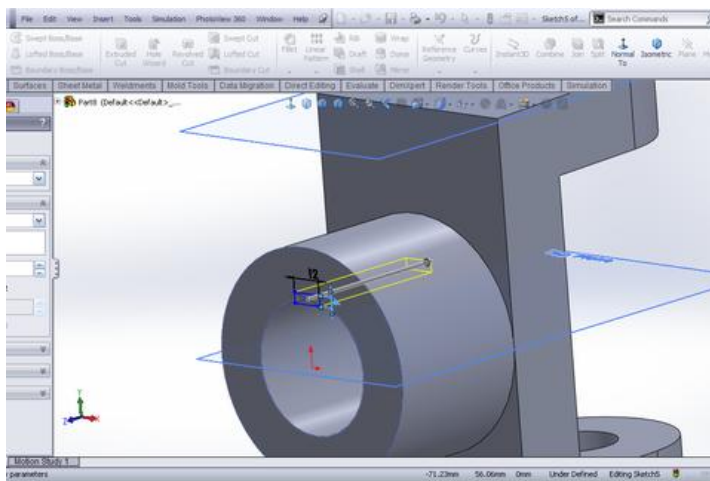 File Edit View Insert Tools Simulation PhotoView 360 Window Help Sketch5 of... Search Commands
Swept Boss/Base Extruded Cut Hole Wizard Revolved Cut Swept Cut Fillet Linear Pattern Rib Wrap Reference Geometry Curves Instant3D Combine Join Split Normal To Isometric Plane
Lofted Boss/Base Lofted Cut Draft Dome
Boundary Boss/Base Boundary Cut Shell Mirror
Surfaces Sheet Metal Weldments Mold Tools Data Migration Direct Editing Evaluate DimXpert Render Tools Office Products Simulation
Part8 (Default<<Default>_...
12
Y
Z X
Motion Study 1
parameters -71.23mm 56.06mm 0mm Under Defined Editing Sketch5